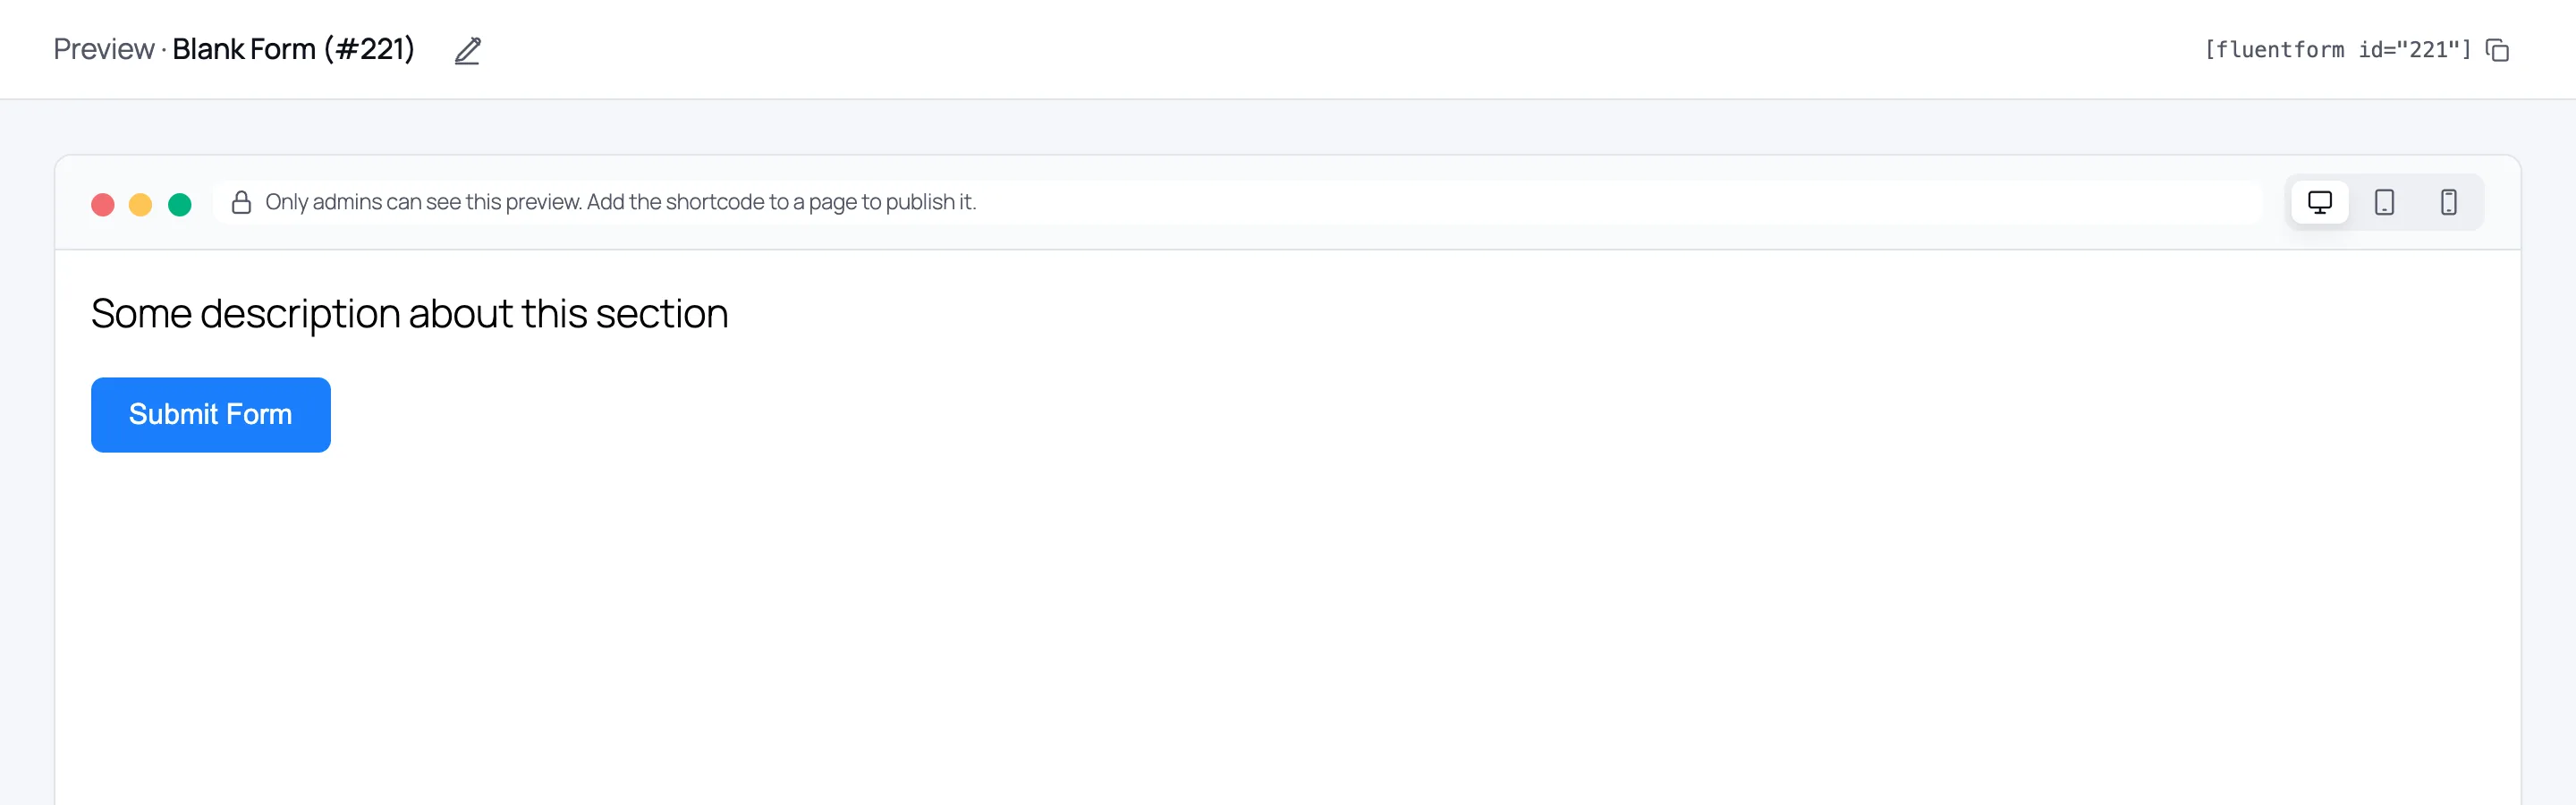 Preview · Blank Form (#221)
[fluentform id="221"]
Only admins can see this preview. Add the shortcode to a page to publish it.
Some description about this section
Submit Form